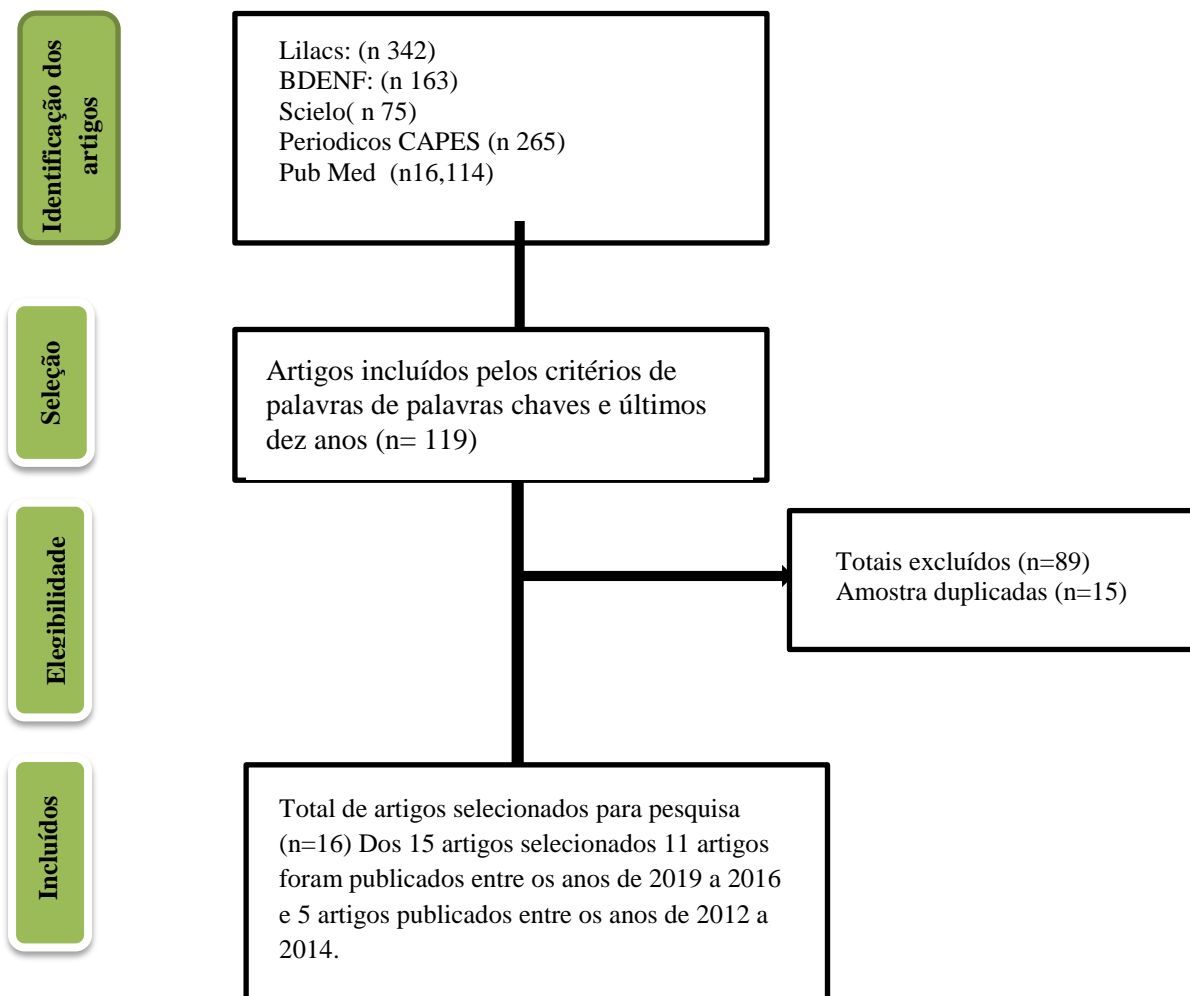 Identificação dos
artigos
Lilacs: (n 342)
BDENF: (n 163)
Scielo( n 75)
Periodicos CAPES (n 265)
Pub Med (n16,114)
Seleção
Artigos incluídos pelos critérios de
palavras de palavras chaves e últimos
dez anos (n= 119)
Elegibilidade
Totais excluídos (n=89)
Amostra duplicadas (n=15)
Incluídos
Total de artigos selecionados para pesquisa
(n=16) Dos 15 artigos selecionados 11 artigos
foram publicados entre os anos de 2019 a 2016
e 5 artigos publicados entre os anos de 2012 a
2014.